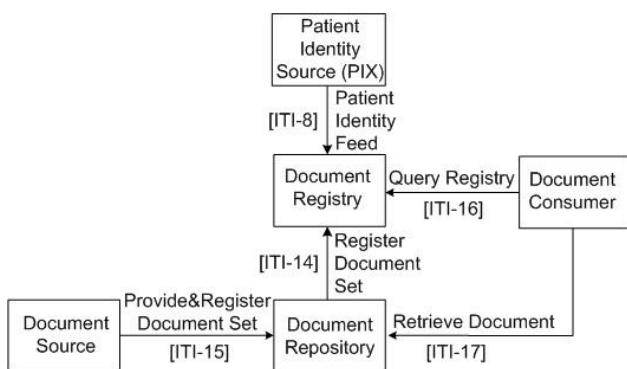 Patient
Identity
Source (PIX)
[ITI-8]
Patient
Identity
Feed
Document
Registry
Query Registry
[ITI-16]
Document
Consumer
[ITI-14]
Register
Document
Set
Document
Source
Provide&Register
Document Set
[ITI-15]
Document
Repository
Retrieve Document
[ITI-17]